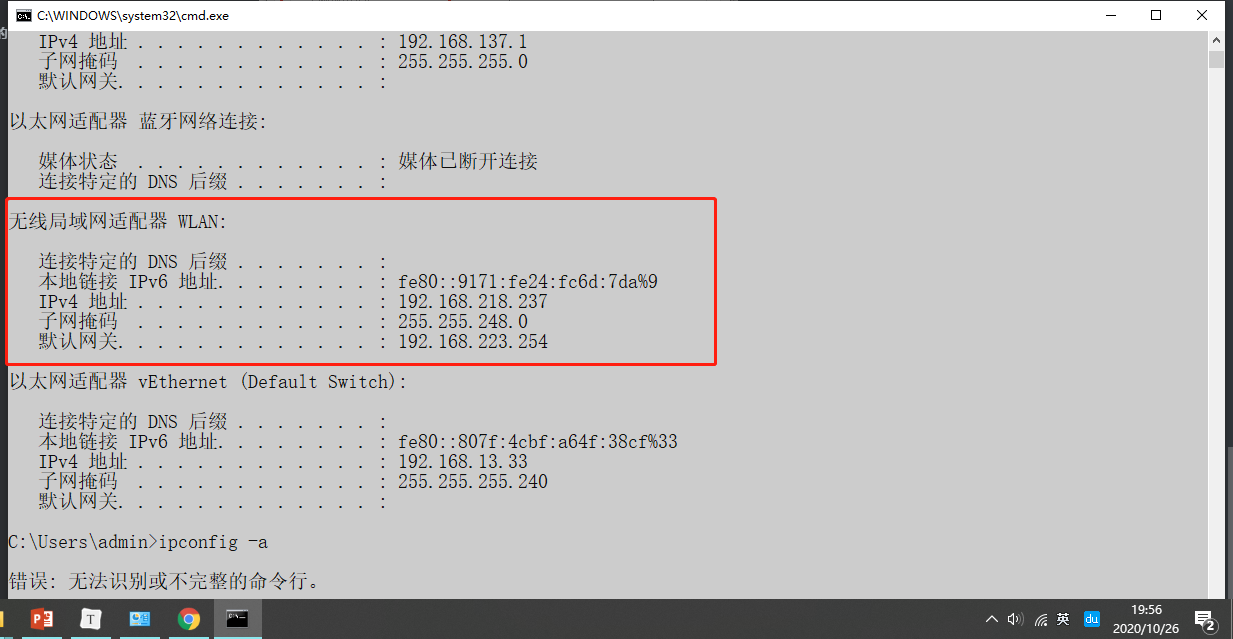 C:\WINDOWS\system32\cmd.exe
IPv4 地址 . . . . . . . . . . . . : 192.168.137.1
子网掩码 . . . . . . . . . . . . : 255.255.255.0
默认网关. . . . . . . . . . . . . :
以太网适配器 蓝牙网络连接:
媒体状态 . . . . . . . . . . . . : 媒体已断开连接
连接特定的 DNS 后缀 . . . . . . . :
无线局域网适配器 WLAN:
连接特定的 DNS 后缀 . . . . . . . :
本地链接 IPv6 地址. . . . . . . . : fe80::9171:fe24:fc6d:7da%9
IPv4 地址 . . . . . . . . . . . . : 192.168.218.237
子网掩码 . . . . . . . . . . . . : 255.255.248.0
默认网关. . . . . . . . . . . . . : 192.168.223.254
以太网适配器 vEthernet (Default Switch):
连接特定的 DNS 后缀 . . . . . . . :
本地链接 IPv6 地址. . . . . . . . : fe80::807f:4cbf:a64f:38cf%33
IPv4 地址 . . . . . . . . . . . . : 192.168.13.33
子网掩码 . . . . . . . . . . . . : 255.255.255.240
默认网关. . . . . . . . . . . . . :
C:\Users\admin>ipconfig -a
错误: 无法识别或不完整的命令行。
P T C:\ 英 du 19:56 2
2020/10/26